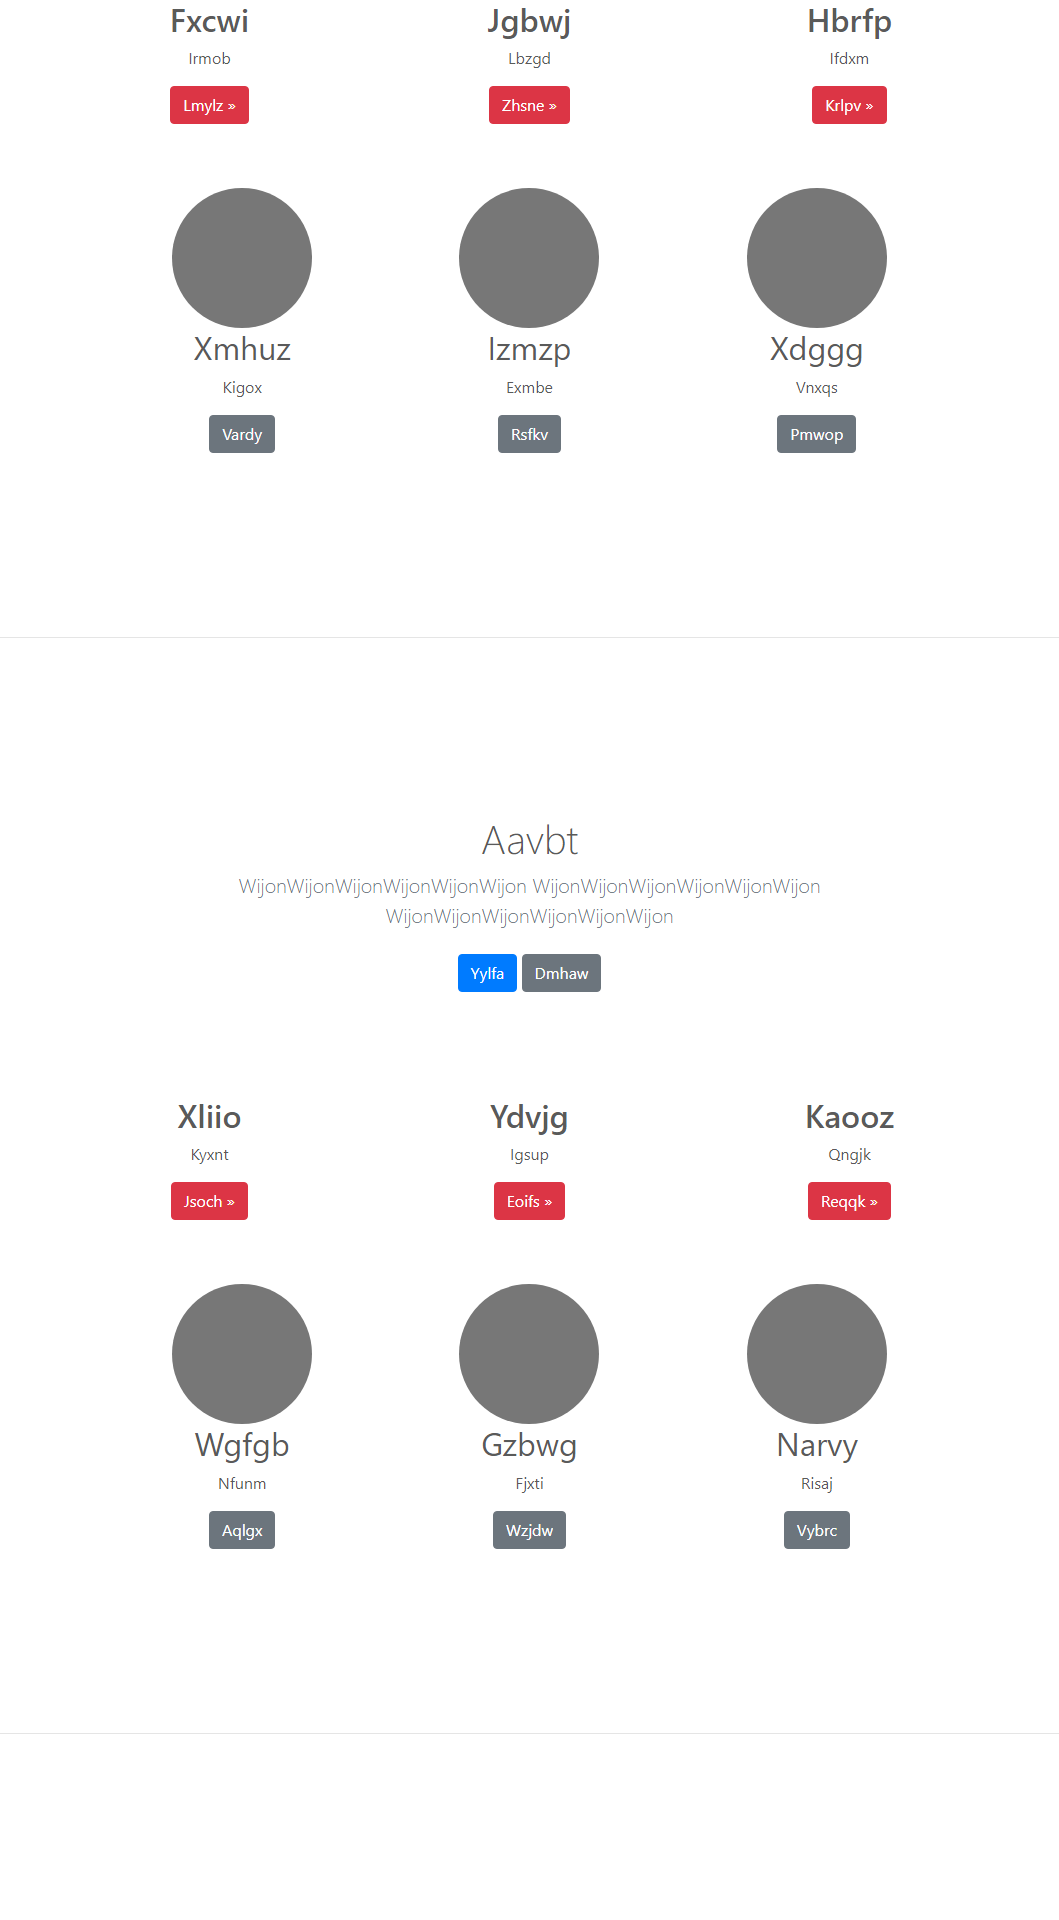 Fxcwi Jgbwj Hbrfp
Irmob Lbzgd Ifdxm
Lmylz » Zhsne » Krlpv »
Xmhuz Izmzp Xdggg
Kigox Exmbe Vnxqs
Vardy Rsfkv Pmwop
Aavbt
WijonWijonWijonWijonWijonWijon WijonWijonWijonWijonWijonWijon
WijonWijonWijonWijonWijonWijon
Yylfa Dmhaw
Xliio Ydvjg Kaooz
Kyxnt Igsup Qngjk
Jsoch » Eoifs » Reqqk »
Wgfgb Gzbwg Narvy
Nfunm Fjxti Risaj
Aqlgx Wzjdw Vybrc